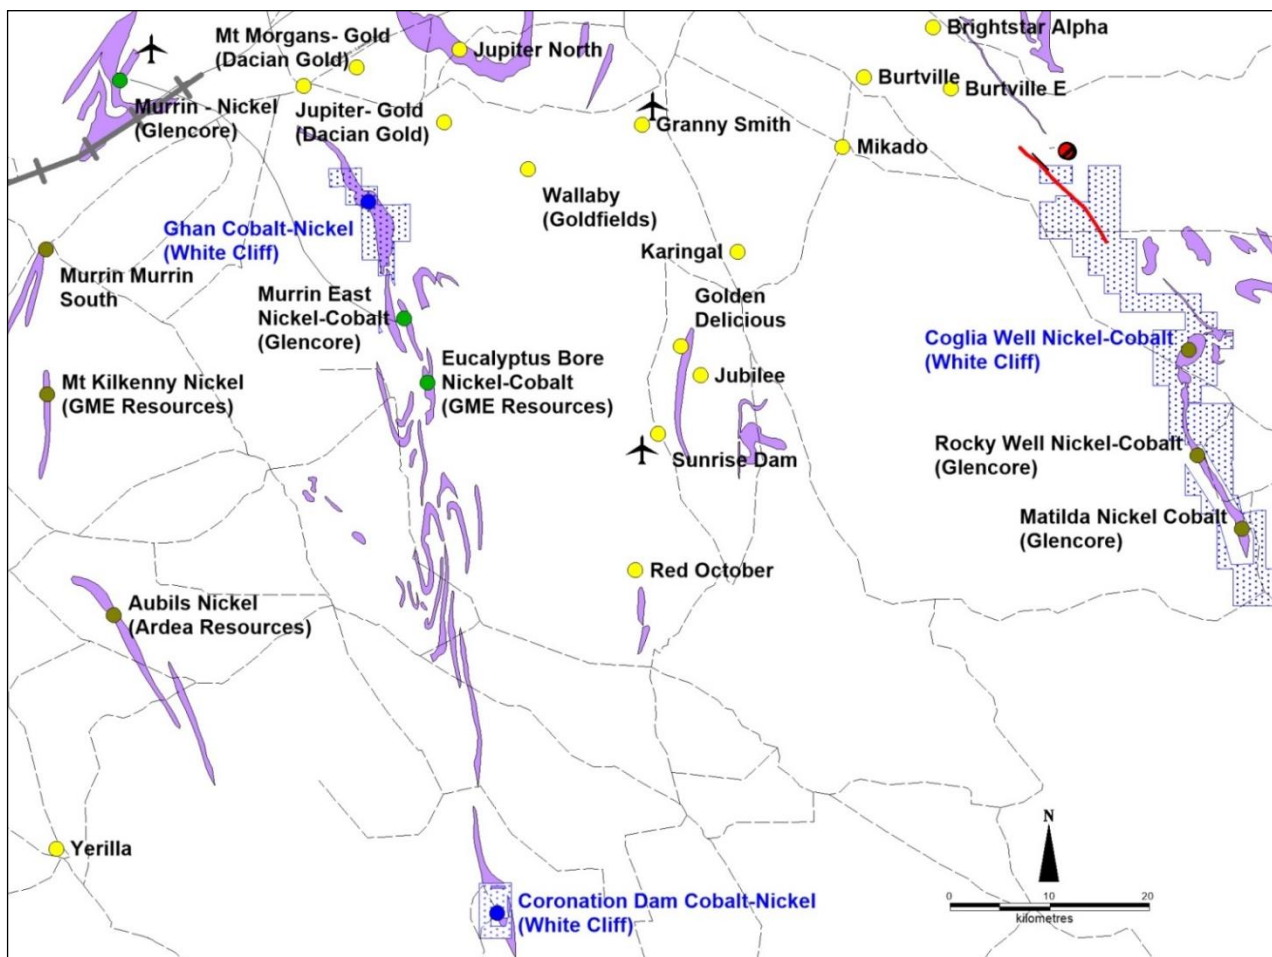 Brightstar Alpha
Mt Morgans- Gold
(Dacian Gold)
Jupiter North
Burtville
Burtville E
Murrin - Nickel
(Glencore)
Jupiter- Gold
(Dacian Gold)
Granny Smith
Mikado
Wallaby
(Goldfields)
Ghan Cobalt-Nickel
(White Cliff)
Karingal
Murrin Murrin
South
Murrin East
Nickel-Cobalt
(Glencore)
Golden
Delicious
Coglia Well Nickel-Cobalt
(White Cliff)
Eucalyptus Bore
Nickel-Cobalt
(GME Resources)
Jubilee
Mt Kilkenny Nickel
(GME Resources)
Sunrise Dam
Rocky Well Nickel-Cobalt
(Glencore)
Matilda Nickel Cobalt
(Glencore)
Red October
Aubils Nickel
(Ardea Resources)
Yerilla
Coronation Dam Cobalt-Nickel
(White Cliff)
N
0 10 20
kilometres